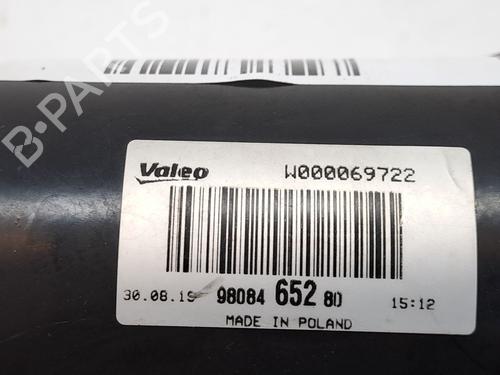 B-PARTS
Valeo W000069722
30.08.19 98084 652 80 15:12
MADE IN POLAND